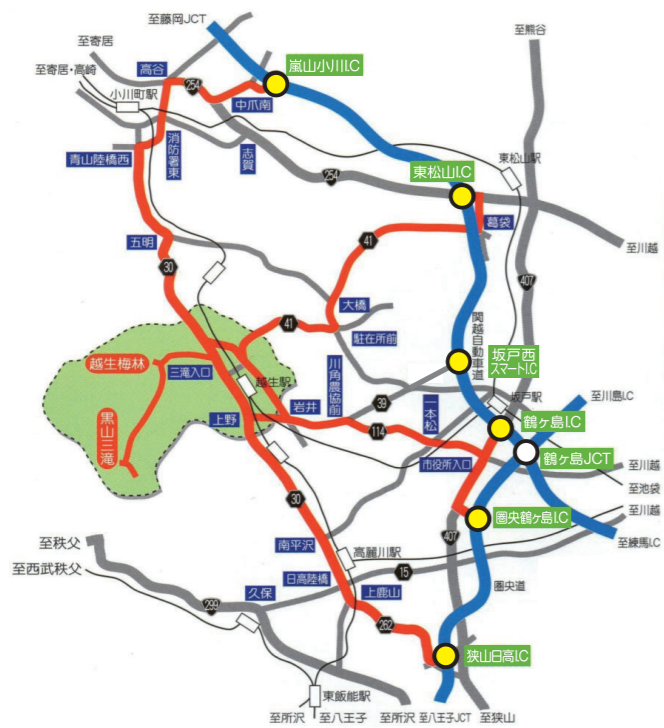 至藤岡JCT
至寄居
至熊谷
高谷
嵐山小川I.C
至寄居・高崎
254
小川町駅
中爪南
消防署東
志賀
青山陸橋西
東松山駅
254
東松山I.C
葛袋
至川越
五明
41
30
407
大橋
関越自動車道
41
駐在所前
坂戸西
スマートI.C
越生梅林
三滝入口
越生駅
川角農協前
39
坂戸駅
至川島I.C
一本松
岩井
上野
鶴ヶ島I.C
黒山三滝
114
市役所入口
鶴ヶ島JCT
至川越
至池袋
30
圏央鶴ヶ島I.C
至川越
至秩父
南平沢
407
至練馬I.C
至西武秩父
高麗川駅
15
日高陸橋
圏央道
久保
上鹿山
299
262
狭山日高I.C
東飯能駅
至所沢
至八王子
至所沢
至八王子JCT
至狭山